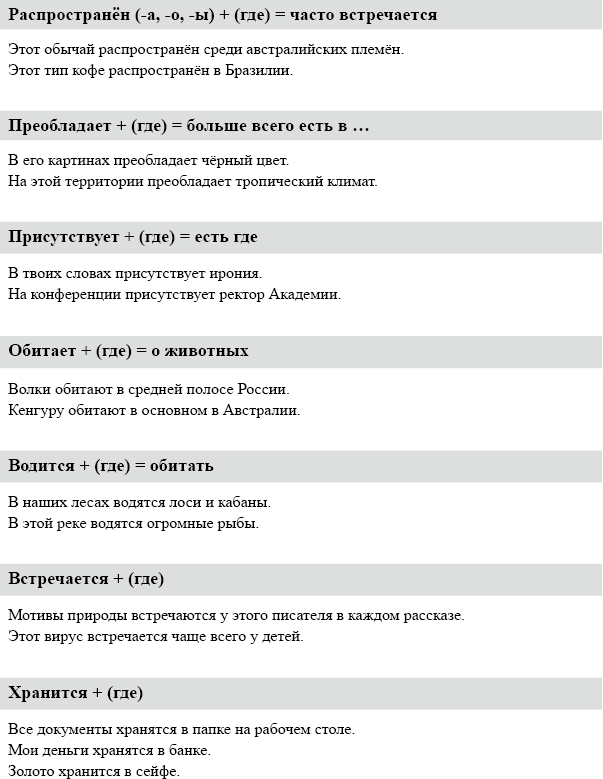 Распространён (-а, -о, -ы) + (где) = часто встречается
Этот обычай распространён среди австралийских племён.
Этот тип кофе распространён в Бразилии.
Преобладает + (где) = больше всего есть в …
В его картинах преобладает чёрный цвет.
На этой территории преобладает тропический климат.
Присутствует + (где) = есть где
В твоих словах присутствует ирония.
На конференции присутствует ректор Академии.
Обитает + (где) = о животных
Волки обитают в средней полосе России.
Кенгуру обитают в основном в Австралии.
Водится + (где) = обитать
В наших лесах водятся лоси и кабаны.
В этой реке водятся огромные рыбы.
Встречается + (где)
Мотивы природы встречаются у этого писателя в каждом рассказе.
Этот вирус встречается чаще всего у детей.
Хранится + (где)
Все документы хранятся в папке на рабочем столе.
Мои деньги хранятся в банке.
Золото хранится в сейфе.